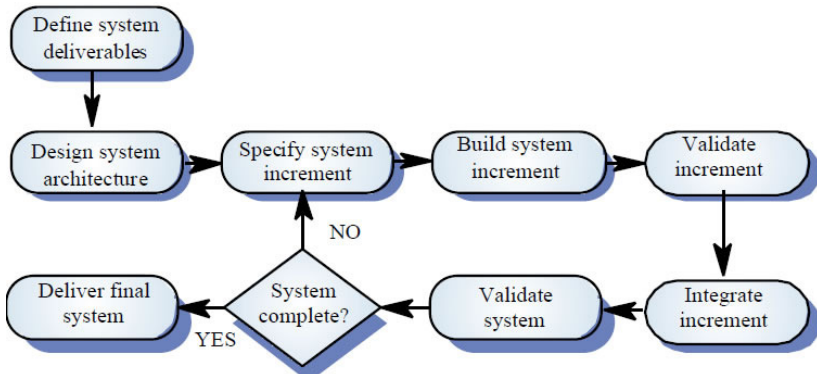 Define system
deliverables
Design system
architecture
Specify system
increment
Build system
increment
Validate
increment
NO
Deliver final
system
YES
System
complete?
Validate
system
Integrate
increment